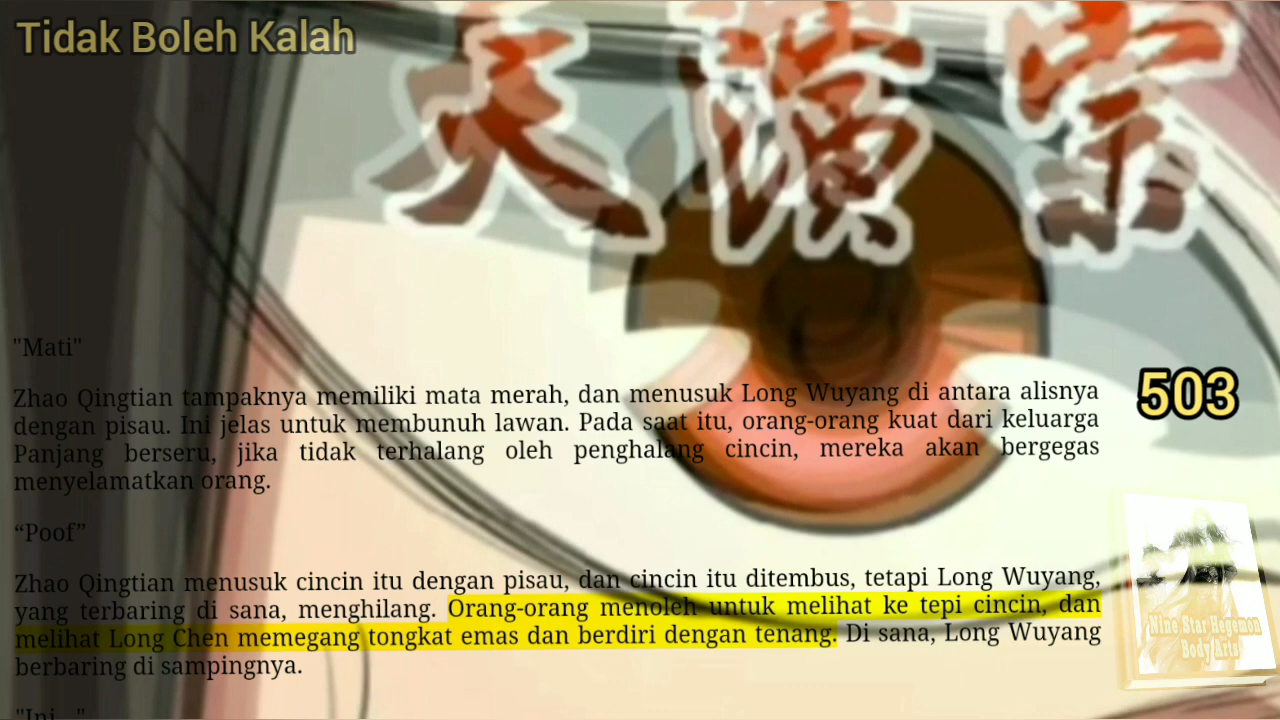 Tidak Boleh Kalah
天
"Mati"
Zhao Qingtian tampaknya memiliki mata merah, dan menusuk Long Wuyang di antara alisnya
dengan pisau. Ini jelas untuk membunuh lawan. Pada saat itu, orang-orang kuat dari keluarga
Panjang berseru, jika tidak terhalang oleh penghalang cincin, mereka akan bergegas
menyelamatkan orang.
503
“Poof”
Zhao Qingtian menusuk cincin itu dengan pisau, dan cincin itu ditembus, tetapi Long Wuyang,
yang terbaring di sana, menghilang. Orang-orang menoleh untuk melihat ke tepi cincin, dan
melihat Long Chen memegang tongkat emas dan berdiri dengan tenang. Di sana, Long Wuyang
berbaring di sampingnya.
Nine Star Hegemon
Body Arts
"Ini..."